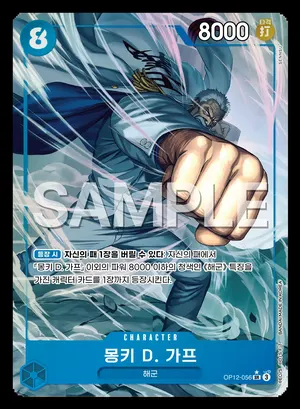 8
8000
타격
打
SAMPLE
등장 시 자신의 패 1장을 버릴 수 있다: 자신의 패에서
「몽키 D. 가프」 이외의 파워 8000 이하의 청색의 《해군》 특징을
가진 캐릭터 카드를 1장까지 등장시킨다.
CHARACTER
몽키 D. 가프
해군
OP12-056 SR 3